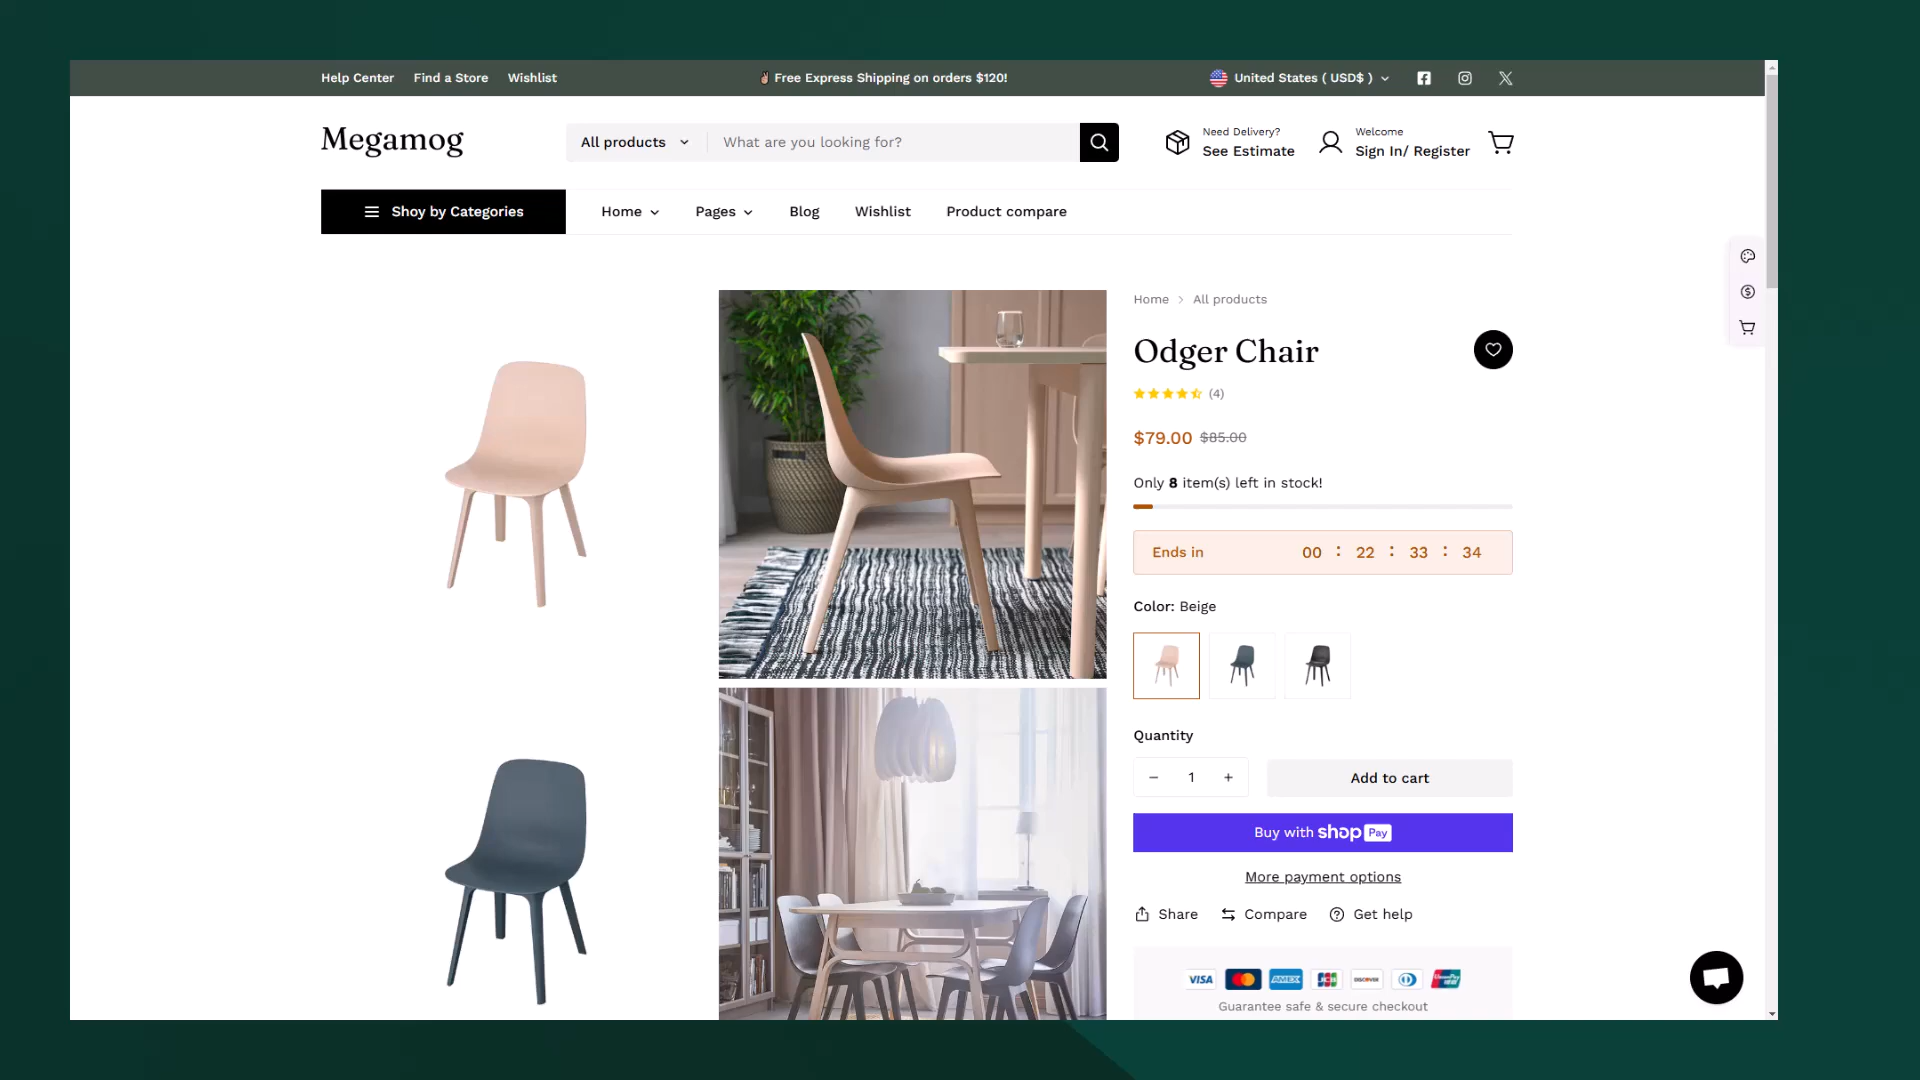 Help Center Find a Store Wishlist
✌🏽 Free Express Shipping on orders $120!
United States ( USD$ )
Megamog
All products
What are you looking for?
Need Delivery?
See Estimate
Welcome
Sign In/ Register
Shoy by Categories
Home Pages Blog Wishlist Product compare
Home All products
Odger Chair
(4)
$79.00 $85.00
Only 8 item(s) left in stock!
Ends in 00 : 22 : 33 : 34
Color: Beige
Quantity
− 1 +
Add to cart
Buy with shop Pay
More payment options
Share Compare Get help
VISA AMEX JCB DISCOVER UnionPay
Guarantee safe & secure checkout